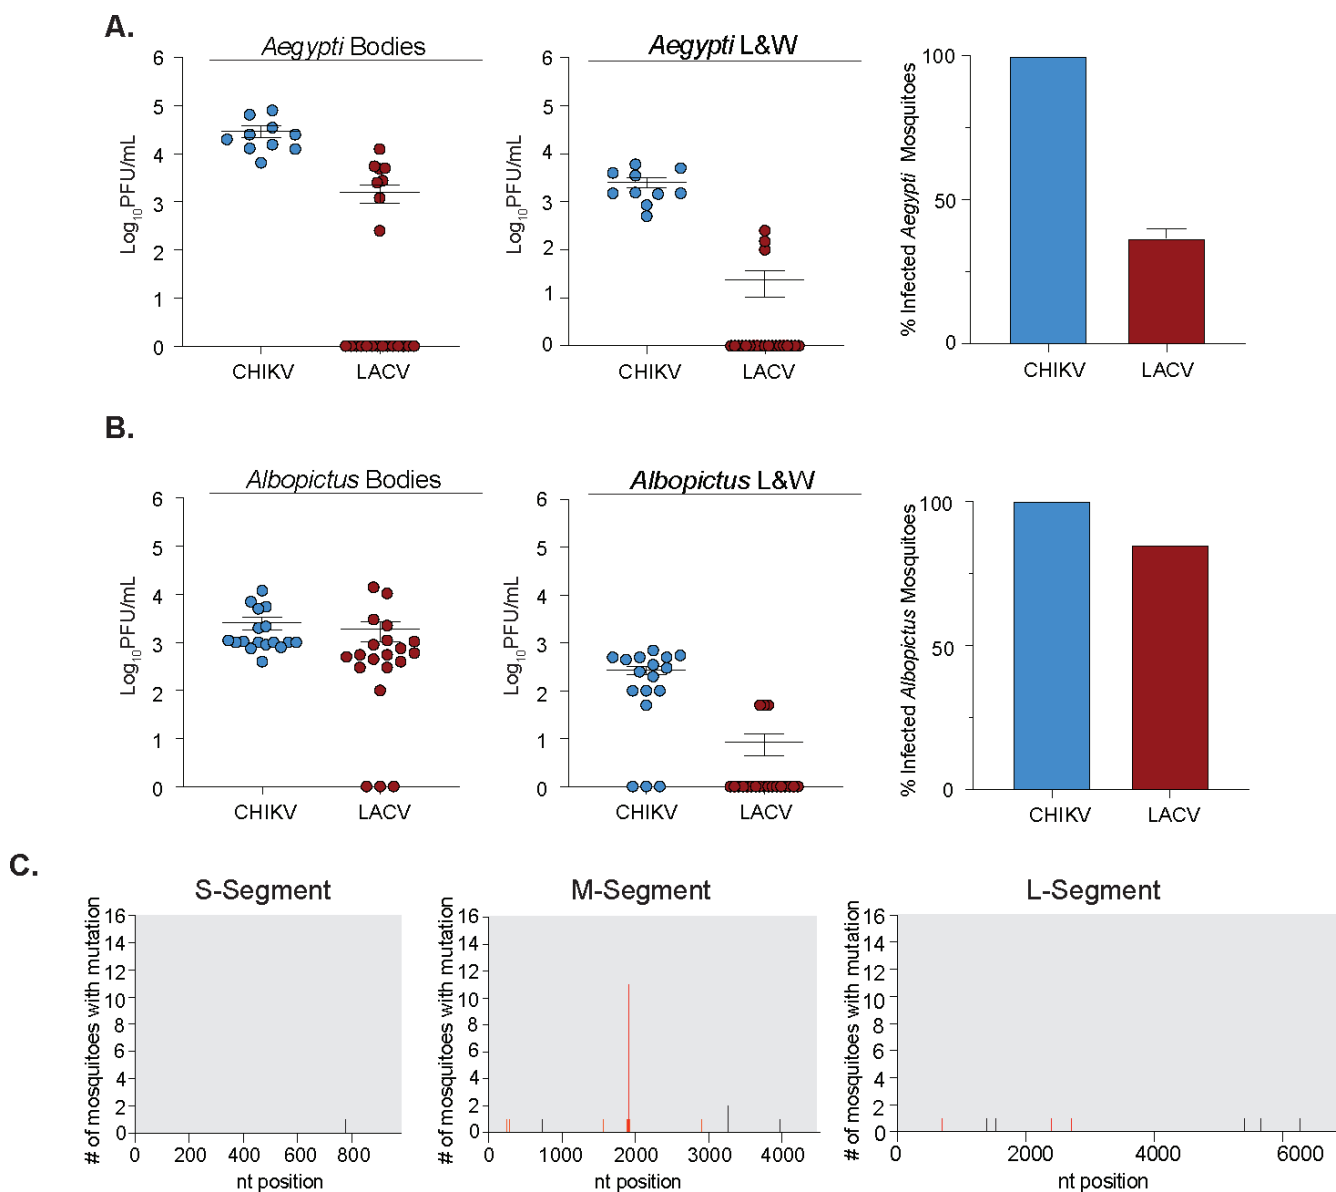 A.
Aegypti Bodies
Aegypti L&W
6
5
4
3
2
1
0
Log10PFU/mL
CHIKV
LACV
6
5
4
3
2
1
0
Log10PFU/mL
CHIKV
LACV
100
50
0
% Infected Aegypti Mosquitoes
CHIKV
LACV
B.
Albopictus Bodies
Albopictus L&W
6
5
4
3
2
1
0
Log10PFU/mL
CHIKV
LACV
6
5
4
3
2
1
0
Log10PFU/mL
CHIKV
LACV
100
50
0
% Infected Albopictus Mosquitoes
CHIKV
LACV
C.
S-Segment
16
14
12
10
8
6
4
2
0
# of mosquitoes with mutation
0 200 400 600 800
nt position
M-Segment
16
14
12
10
8
6
4
2
0
# of mosquitoes with mutation
0 1000 2000 3000 4000
nt position
L-Segment
16
14
12
10
8
6
4
2
0
# of mosquitoes with mutation
0 2000 4000 6000
nt position